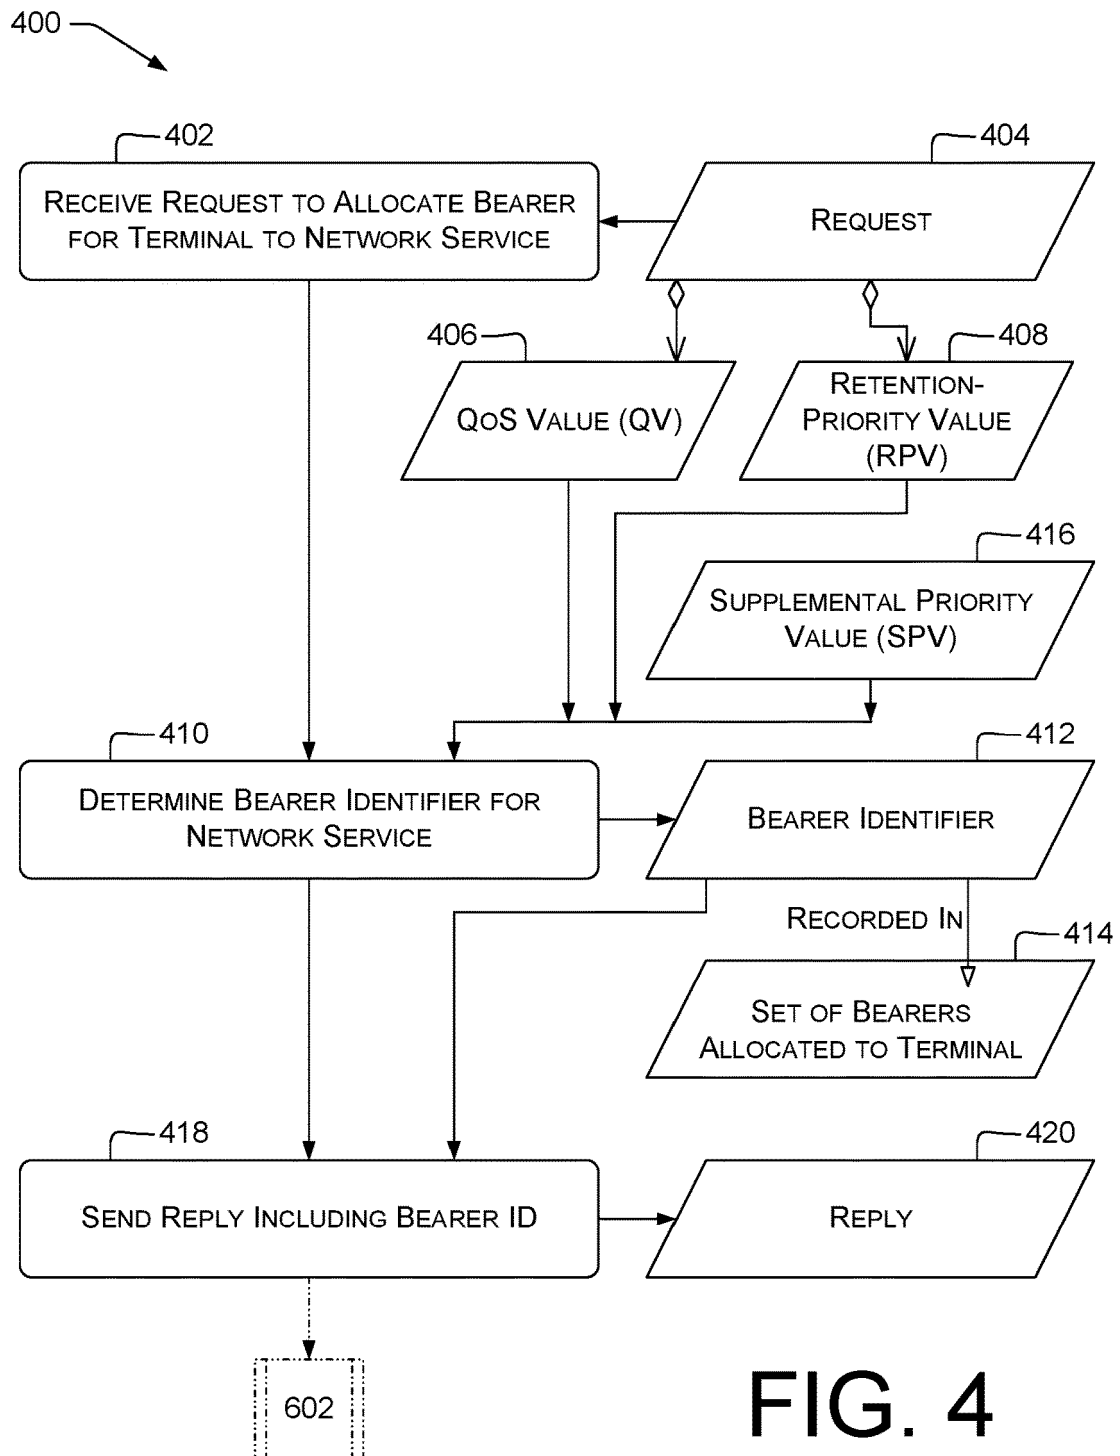 400
402
404
RECEIVE REQUEST TO ALLOCATE BEARER
FOR TERMINAL TO NETWORK SERVICE
REQUEST
406
408
QOS VALUE (QV)
RETENTION-
PRIORITY VALUE
(RPV)
416
SUPPLEMENTAL PRIORITY
VALUE (SPV)
410
412
DETERMINE BEARER IDENTIFIER FOR
NETWORK SERVICE
BEARER IDENTIFIER
RECORDED IN
414
SET OF BEARERS
ALLOCATED TO TERMINAL
418
420
SEND REPLY INCLUDING BEARER ID
REPLY
602
FIG. 4